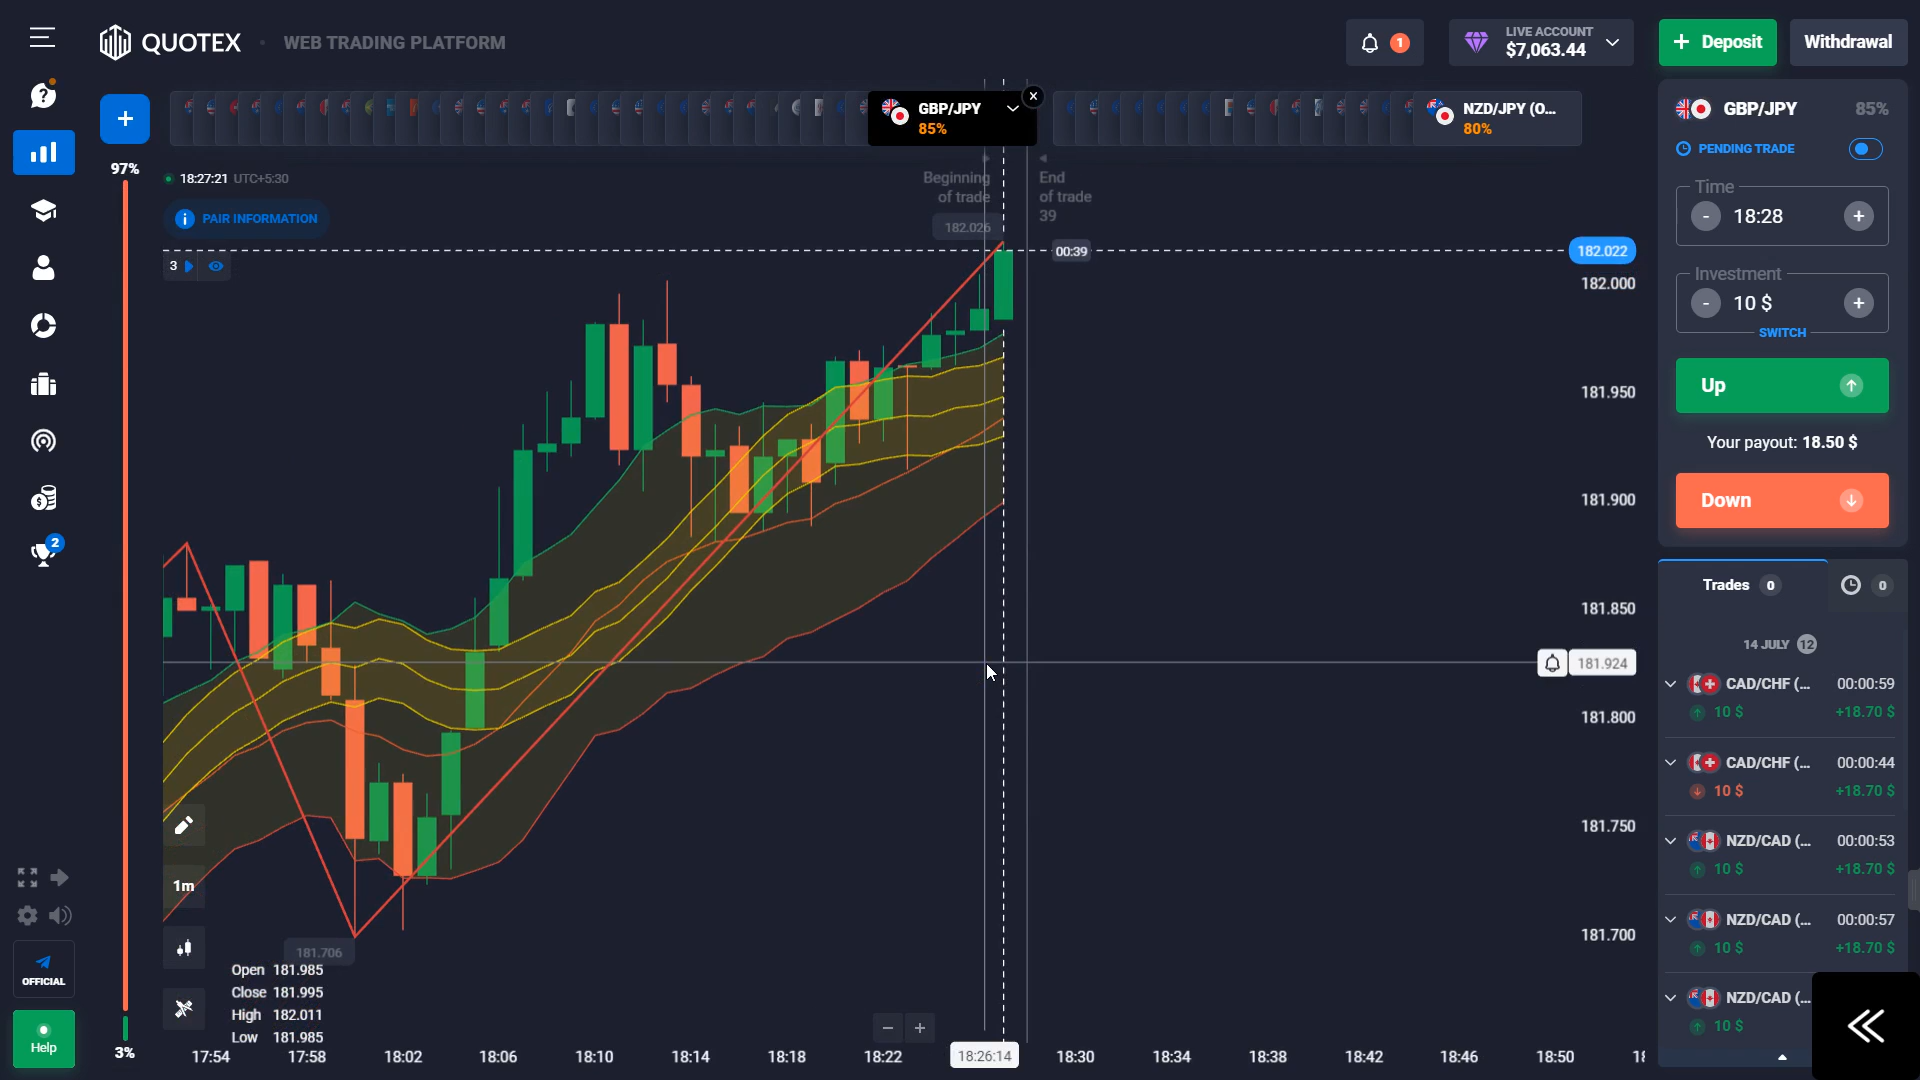 QUOTEX
WEB TRADING PLATFORM
1
LIVE ACCOUNT
$7,063.44
+ Deposit
Withdrawal
+
GBP/JPY
85%
NZD/JPY (O...
80%
97%
18:27:21 UTC+5:30
i PAIR INFORMATION
3
Beginning
of trade
End
of trade
39
182.026
00:39
182.022
182.000
181.950
181.900
181.850
181.924
181.800
181.750
181.700
181.706
1m
Open 181.985
Close 181.995
High 182.011
Low 181.985
- +
17:54 17:58 18:02 18:06 18:10 18:14 18:18 18:22 18:26:14 18:30 18:34 18:38 18:42 18:46 18:50 18
3%
2
OFFICIAL
Help
GBP/JPY 85%
PENDING TRADE
Time
- 18:28 +
Investment
- 10 $ +
SWITCH
Up
Your payout: 18.50 $
Down
Trades 0
0
14 JULY 12
CAD/CHF (... 00:00:59
10 $ +18.70 $
CAD/CHF (... 00:00:44
10 $ +18.70 $
NZD/CAD (... 00:00:53
10 $ +18.70 $
NZD/CAD (... 00:00:57
10 $ +18.70 $
NZD/CAD (...
10 $